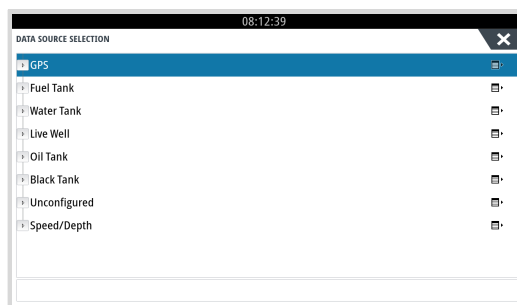 08:12:39
DATA SOURCE SELECTION
GPS
Fuel Tank
Water Tank
Live Well
Oil Tank
Black Tank
Unconfigured
Speed/Depth